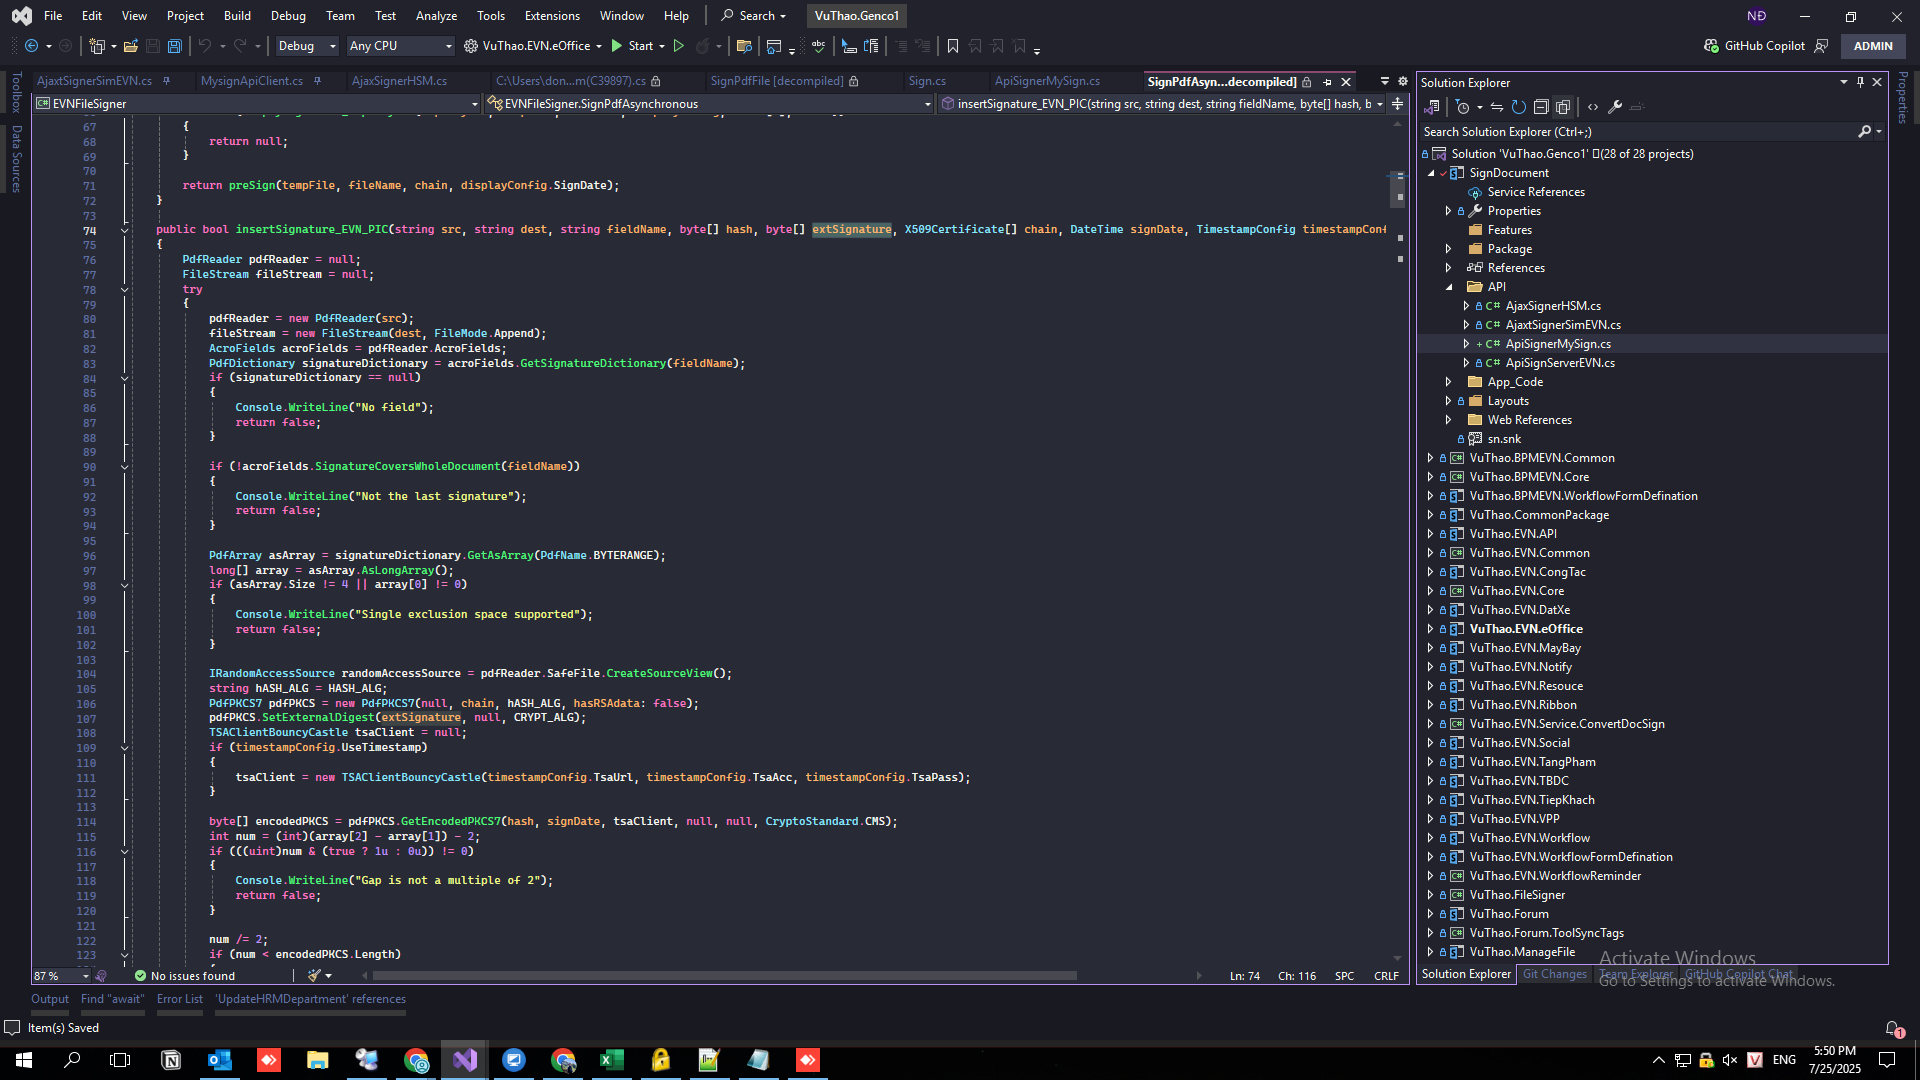 File Edit View Project Build Debug Team Test Analyze Tools Extensions Window Help Search VuThao.Genco1 NĐ
Debug Any CPU VuThao.EVN.eOffice Start GitHub Copilot ADMIN
AjaxtSignerSimEVN.cs MysignApiClient.cs AjaxSignerHSM.cs C:\Users\don...m(C39897).cs SignPdfFile [decompiled] Sign.cs ApiSignerMySign.cs SignPdfAsyn...decompiled]
EVNFileSigner EVNFileSigner.SignPdfAsynchronous insertSignature_EVN_PIC(string src, string dest, string fieldName, byte[] hash, b
67 {
68 return null;
69 }
70
71 return preSign(tempFile, fileName, chain, displayConfig.SignDate);
72 }
73
74 public bool insertSignature_EVN_PIC(string src, string dest, string fieldName, byte[] hash, byte[] extSignature, X509Certificate[] chain, DateTime signDate, TimestampConfig timestampConf
75 {
76 PdfReader pdfReader = null;
77 FileStream fileStream = null;
78 try
79 {
80 pdfReader = new PdfReader(src);
81 fileStream = new FileStream(dest, FileMode.Append);
82 AcroFields acroFields = pdfReader.AcroFields;
83 PdfDictionary signatureDictionary = acroFields.GetSignatureDictionary(fieldName);
84 if (signatureDictionary == null)
85 {
86 Console.WriteLine("No field");
87 return false;
88 }
89
90 if (!acroFields.SignatureCoversWholeDocument(fieldName))
91 {
92 Console.WriteLine("Not the last signature");
93 return false;
94 }
95
96 PdfArray asArray = signatureDictionary.GetAsArray(PdfName.BYTERANGE);
97 long[] array = asArray.AsLongArray();
98 if (asArray.Size != 4 || array[0] != 0)
99 {
100 Console.WriteLine("Single exclusion space supported");
101 return false;
102 }
103
104 IRandomAccessSource randomAccessSource = pdfReader.SafeFile.CreateSourceView();
105 string hASH_ALG = HASH_ALG;
106 PdfPKCS7 pdfPKCS = new PdfPKCS7(null, chain, hASH_ALG, hasRSAdata: false);
107 pdfPKCS.SetExternalDigest(extSignature, null, CRYPT_ALG);
108 TSAClientBouncyCastle tsaClient = null;
109 if (timestampConfig.UseTimestamp)
110 {
111 tsaClient = new TSAClientBouncyCastle(timestampConfig.TsaUrl, timestampConfig.TsaAcc, timestampConfig.TsaPass);
112 }
113
114 byte[] encodedPKCS = pdfPKCS.GetEncodedPKCS7(hash, signDate, tsaClient, null, null, CryptoStandard.CMS);
115 int num = (int)(array[2] - array[1]) - 2;
116 if (((uint)num & (true ? 1u : 0u)) != 0)
117 {
118 Console.WriteLine("Gap is not a multiple of 2");
119 return false;
120 }
121
122 num /= 2;
123 if (num < encodedPKCS.Length)
87 % No issues found Ln: 74 Ch: 116 SPC CRLF
Output Find "await" Error List 'UpdateHRMDepartment' references
Item(s) Saved
Toolbox
Data Sources
Solution Explorer
Search Solution Explorer (Ctrl+;)
Solution 'VuThao.Genco1' (28 of 28 projects)
SignDocument
Service References
Properties
Features
Package
References
API
AjaxSignerHSM.cs
AjaxtSignerSimEVN.cs
ApiSignerMySign.cs
ApiSignServerEVN.cs
App_Code
Layouts
Web References
sn.snk
VuThao.BPMEVN.Common
VuThao.BPMEVN.Core
VuThao.BPMEVN.WorkflowFormDefination
VuThao.CommonPackage
VuThao.EVN.API
VuThao.EVN.Common
VuThao.EVN.CongTac
VuThao.EVN.Core
VuThao.EVN.DatXe
VuThao.EVN.eOffice
VuThao.EVN.MayBay
VuThao.EVN.Notify
VuThao.EVN.Resouce
VuThao.EVN.Ribbon
VuThao.EVN.Service.ConvertDocSign
VuThao.EVN.Social
VuThao.EVN.TangPham
VuThao.EVN.TBDC
VuThao.EVN.TiepKhach
VuThao.EVN.VPP
VuThao.EVN.Workflow
VuThao.EVN.WorkflowFormDefination
VuThao.EVN.WorkflowReminder
VuThao.FileSigner
VuThao.Forum
VuThao.Forum.ToolSyncTags
VuThao.ManageFile
Solution Explorer Git Changes Team Explorer GitHub Copilot Chat
Activate Windows
Go to Settings to activate Windows.
Properties
ENG
5:50 PM
7/25/2025